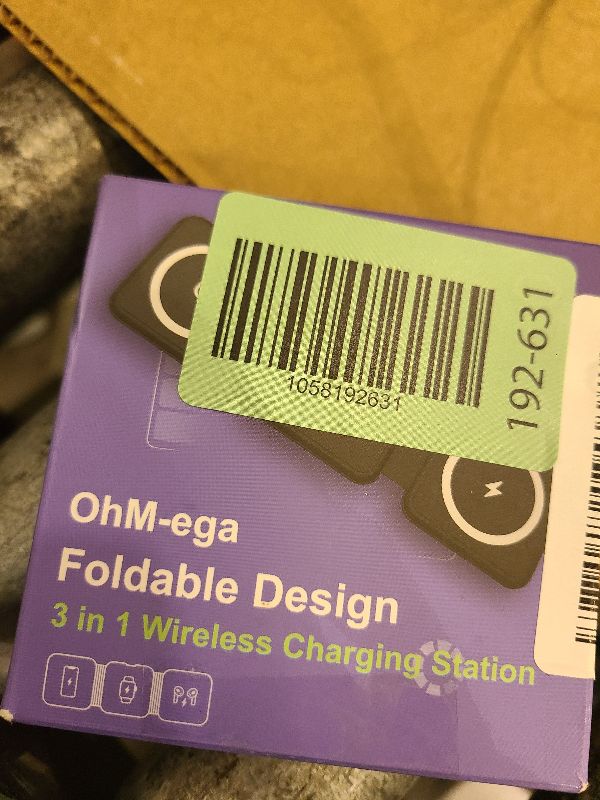 1058192631
192-631
OhM-ega
Foldable Design
3 in 1 Wireless Charging Station